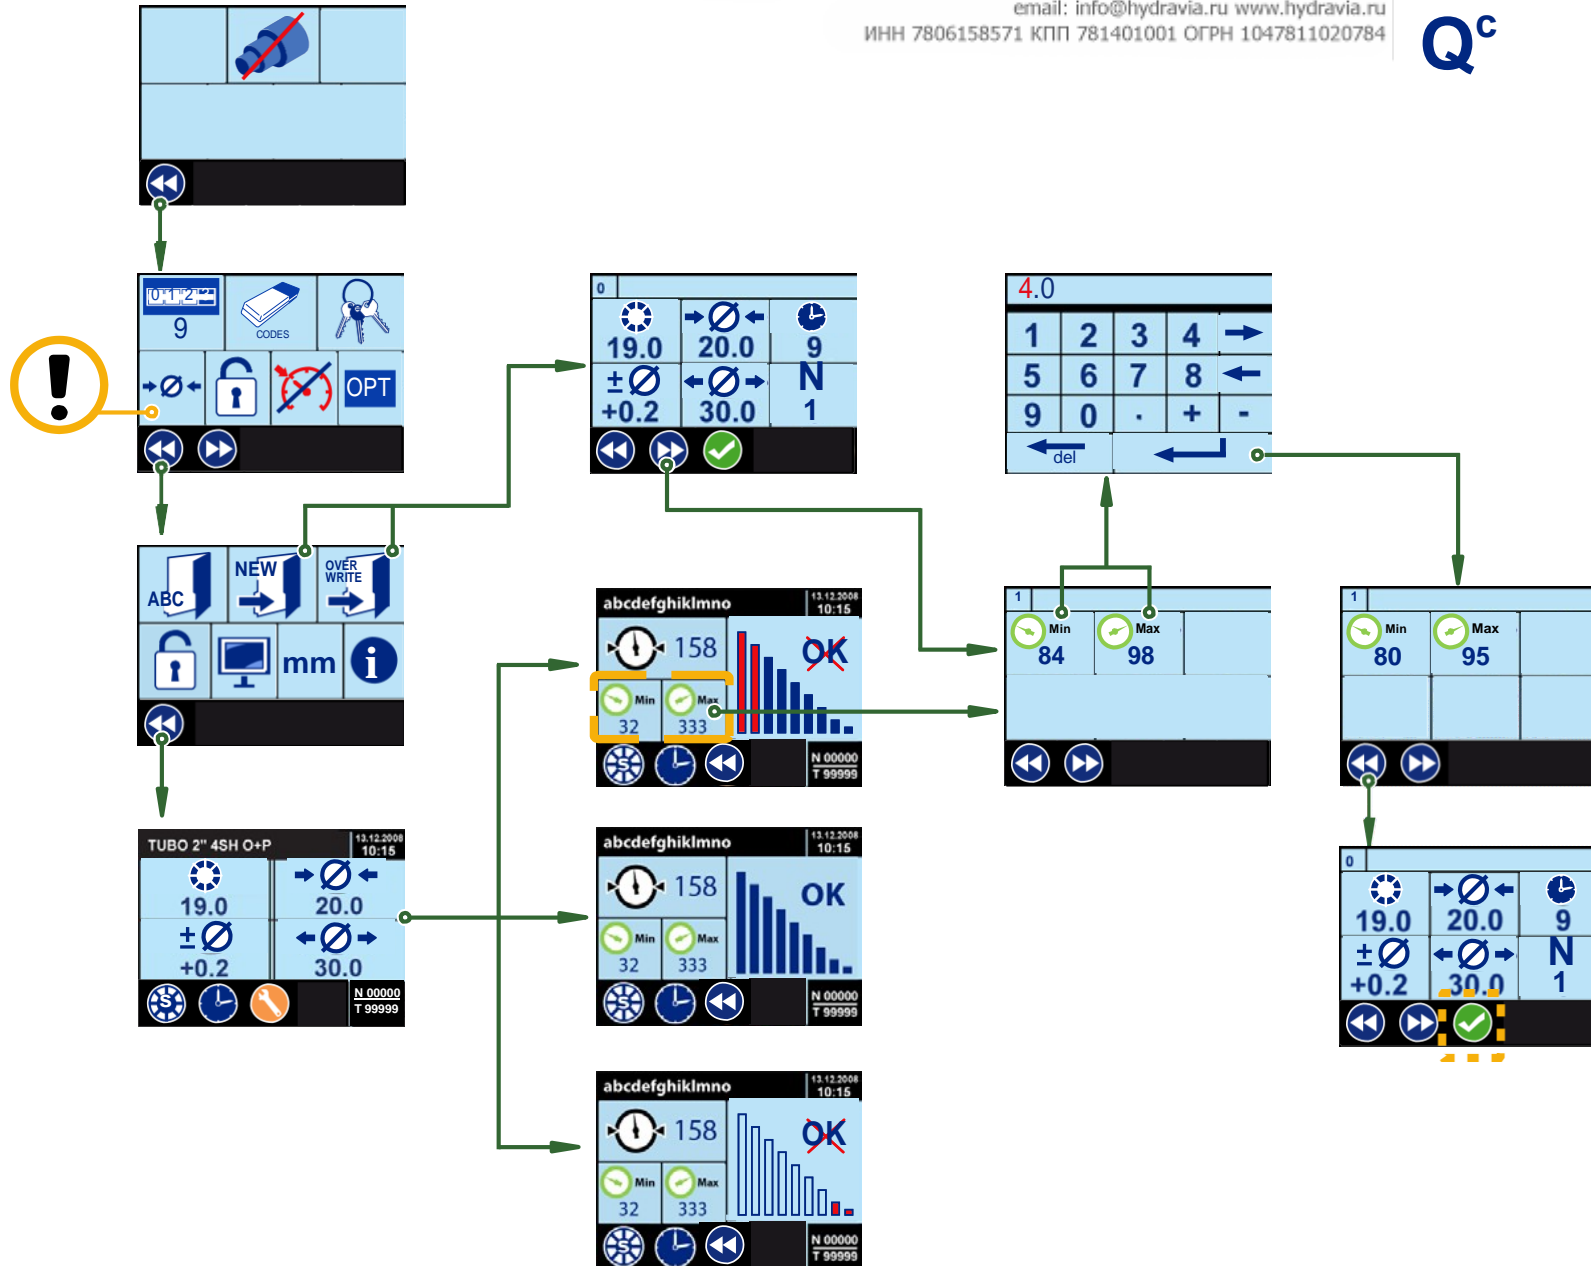 email: info@hydravia.ru www.hydravia.ru
ИНН 7806158571 КПП 781401001 ОГРН 1047811020784
Qc
0 1 2
9
CODES
OPT
0
19.0 20.0 9
N
+0.2 30.0 1
4.0
1 2 3 4
5 6 7 8
9 0 . + -
del
ABC
NEW
OVER
WRITE
mm
i
abcdefghiklmno
13.12.2008
10:15
158
OK
Min Max
32 333
S
N 00000
T 99999
1
Min Max
84 98
1
Min Max
80 95
TUBO 2" 4SH O+P
13.12.2008
10:15
19.0 20.0
+0.2 30.0
S
N 00000
T 99999
abcdefghiklmno
13.12.2008
10:15
158
OK
Min Max
32 333
S
N 00000
T 99999
0
19.0 20.0 9
N
+0.2 30.0 1
abcdefghiklmno
13.12.2008
10:15
158
OK
Min Max
32 333
S
N 00000
T 99999